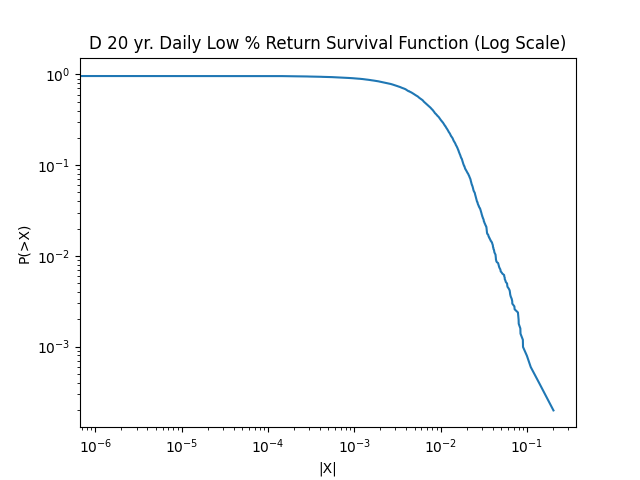 D 20 yr. Daily Low % Return Survival Function (Log Scale)
10⁰
10⁻¹
10⁻²
10⁻³
P(>X)
10⁻⁶ 10⁻⁵ 10⁻⁴ 10⁻³ 10⁻² 10⁻¹
|X|